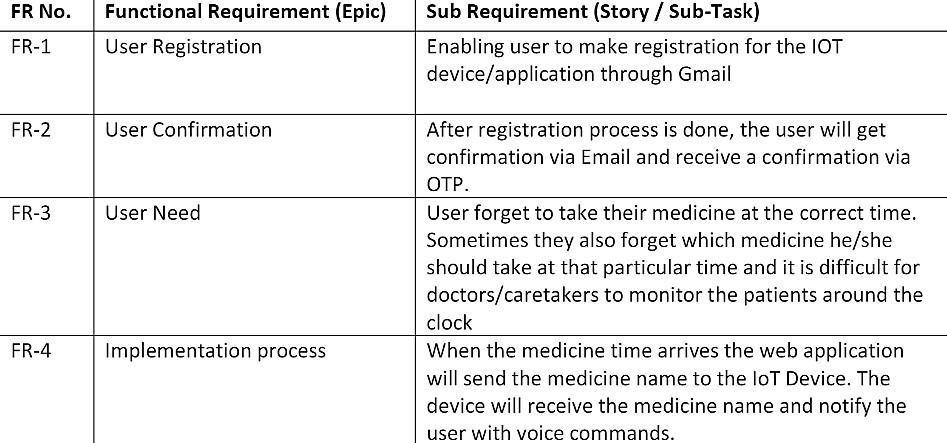 FR No. Functional Requirement (Epic) Sub Requirement (Story / Sub-Task)
FR-1 User Registration Enabling user to make registration for the IOT
device/application through Gmail
FR-2 User Confirmation After registration process is done, the user will get
confirmation via Email and receive a confirmation via
OTP.
FR-3 User Need User forget to take their medicine at the correct time.
Sometimes they also forget which medicine he/she
should take at that particular time and it is difficult for
doctors/caretakers to monitor the patients around the
clock
FR-4 Implementation process When the medicine time arrives the web application
will send the medicine name to the IoT Device. The
device will receive the medicine name and notify the
user with voice commands.